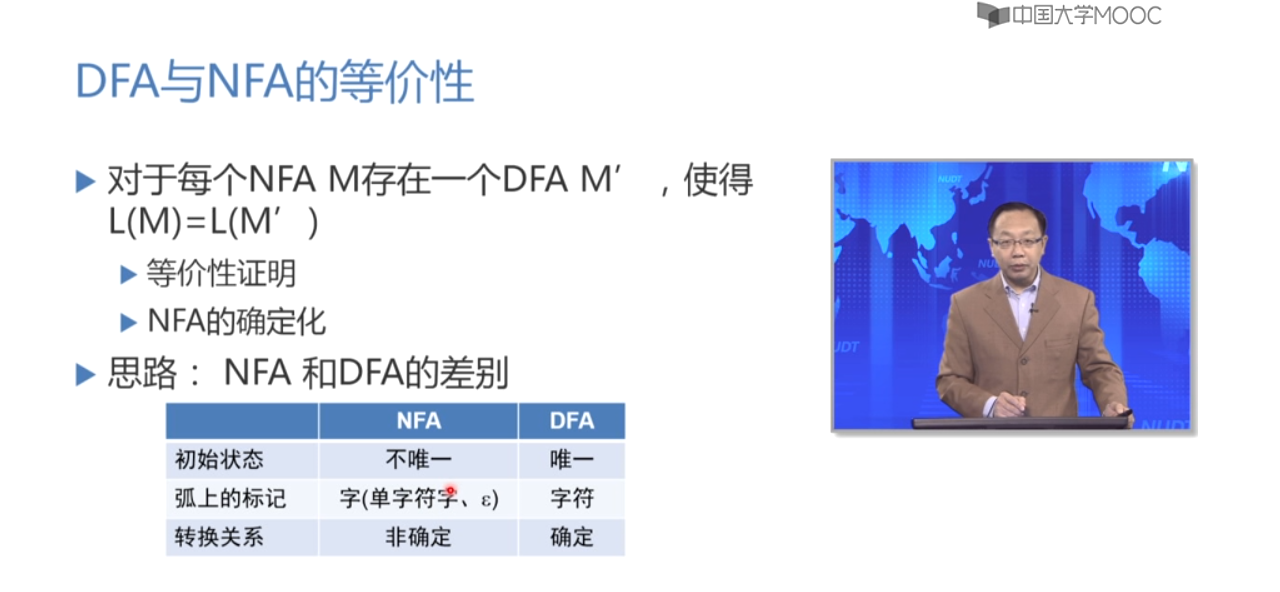 中国大学MOOC
DFA与NFA的等价性
对于每个NFA M存在一个DFA M′ ，使得
L(M)=L(M′ )
等价性证明
NFA的确定化
思路： NFA 和DFA的差别
NFA DFA
初始状态 不唯一 唯一
弧上的标记 字(单字符字、ε) 字符
转换关系 非确定 确定
NUDT
NUDT